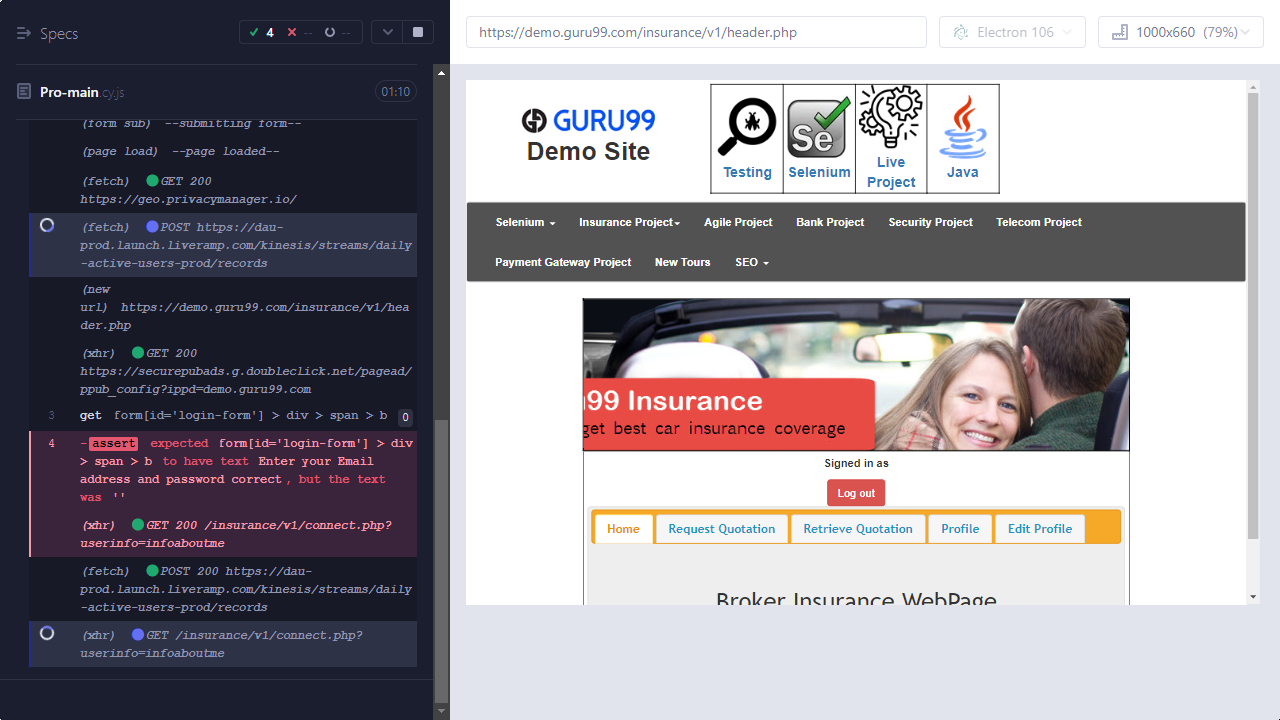 Specs
4
--
--
Pro-main.cy.js
01:10
(form sub) --submitting form--
(page load) --page loaded--
(fetch) GET 200
https://geo.privacymanager.io/
(fetch) POST https://dau-
prod.launch.liveramp.com/kinesis/streams/daily
-active-users-prod/records
(new
url) https://demo.guru99.com/insurance/v1/hea
der.php
(xhr) GET 200
https://securepubads.g.doubleclick.net/pagead/
ppub_config?ippd=demo.guru99.com
3 get form[id='login-form'] > div > span > b 0
4 -assert expected form[id='login-form'] > div
> span > b to have text Enter your Email
address and password correct, but the text
was ''
(xhr) GET 200 /insurance/v1/connect.php?
userinfo=infoaboutme
(fetch) POST 200 https://dau-
prod.launch.liveramp.com/kinesis/streams/daily
-active-users-prod/records
(xhr) GET /insurance/v1/connect.php?
userinfo=infoaboutme
https://demo.guru99.com/insurance/v1/header.php
Electron 106
1000x660 (79%)
GURU99
Demo Site
Testing
Se
Selenium
Live
Project
Java
Selenium
Insurance Project
Agile Project
Bank Project
Security Project
Telecom Project
Payment Gateway Project
New Tours
SEO
99 Insurance
get best car insurance coverage
Signed in as
Log out
Home
Request Quotation
Retrieve Quotation
Profile
Edit Profile
Broker Insurance WebPage